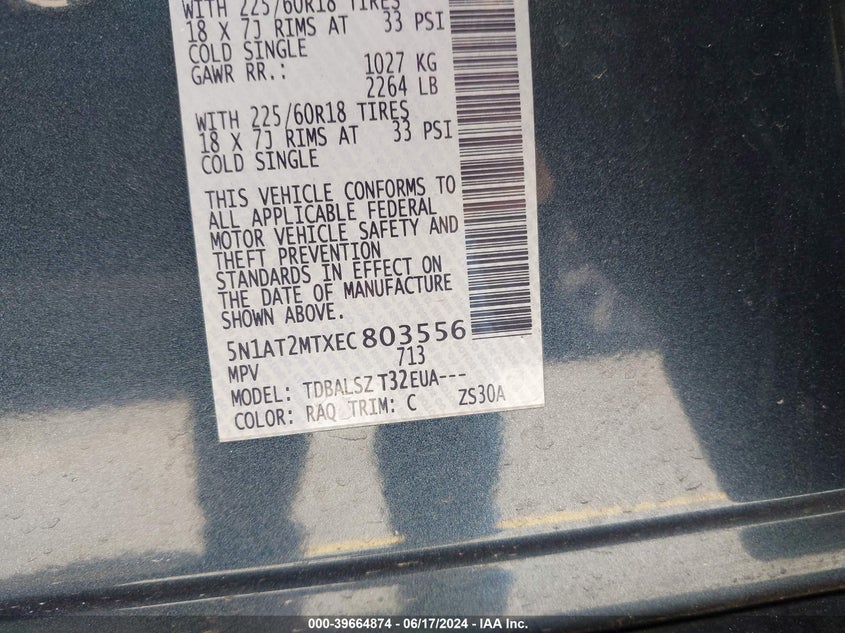 WITH 225/60R18 TIRES
18 X 7J RIMS AT 33 PSI
COLD SINGLE
GAWR RR.: 1027 KG
2264 LB
WITH 225/60R18 TIRES
18 X 7J RIMS AT 33 PSI
COLD SINGLE
THIS VEHICLE CONFORMS TO
ALL APPLICABLE FEDERAL
MOTOR VEHICLE SAFETY AND
THEFT PREVENTION
STANDARDS IN EFFECT ON
THE DATE OF MANUFACTURE
SHOWN ABOVE.
5N1AT2MTXEC803556
MPV 713
MODEL: TDBALSZ T32EUA---
COLOR: RAQ TRIM: C ZS30A
000-39664874 / 06/17/2024 - IAA Inc.